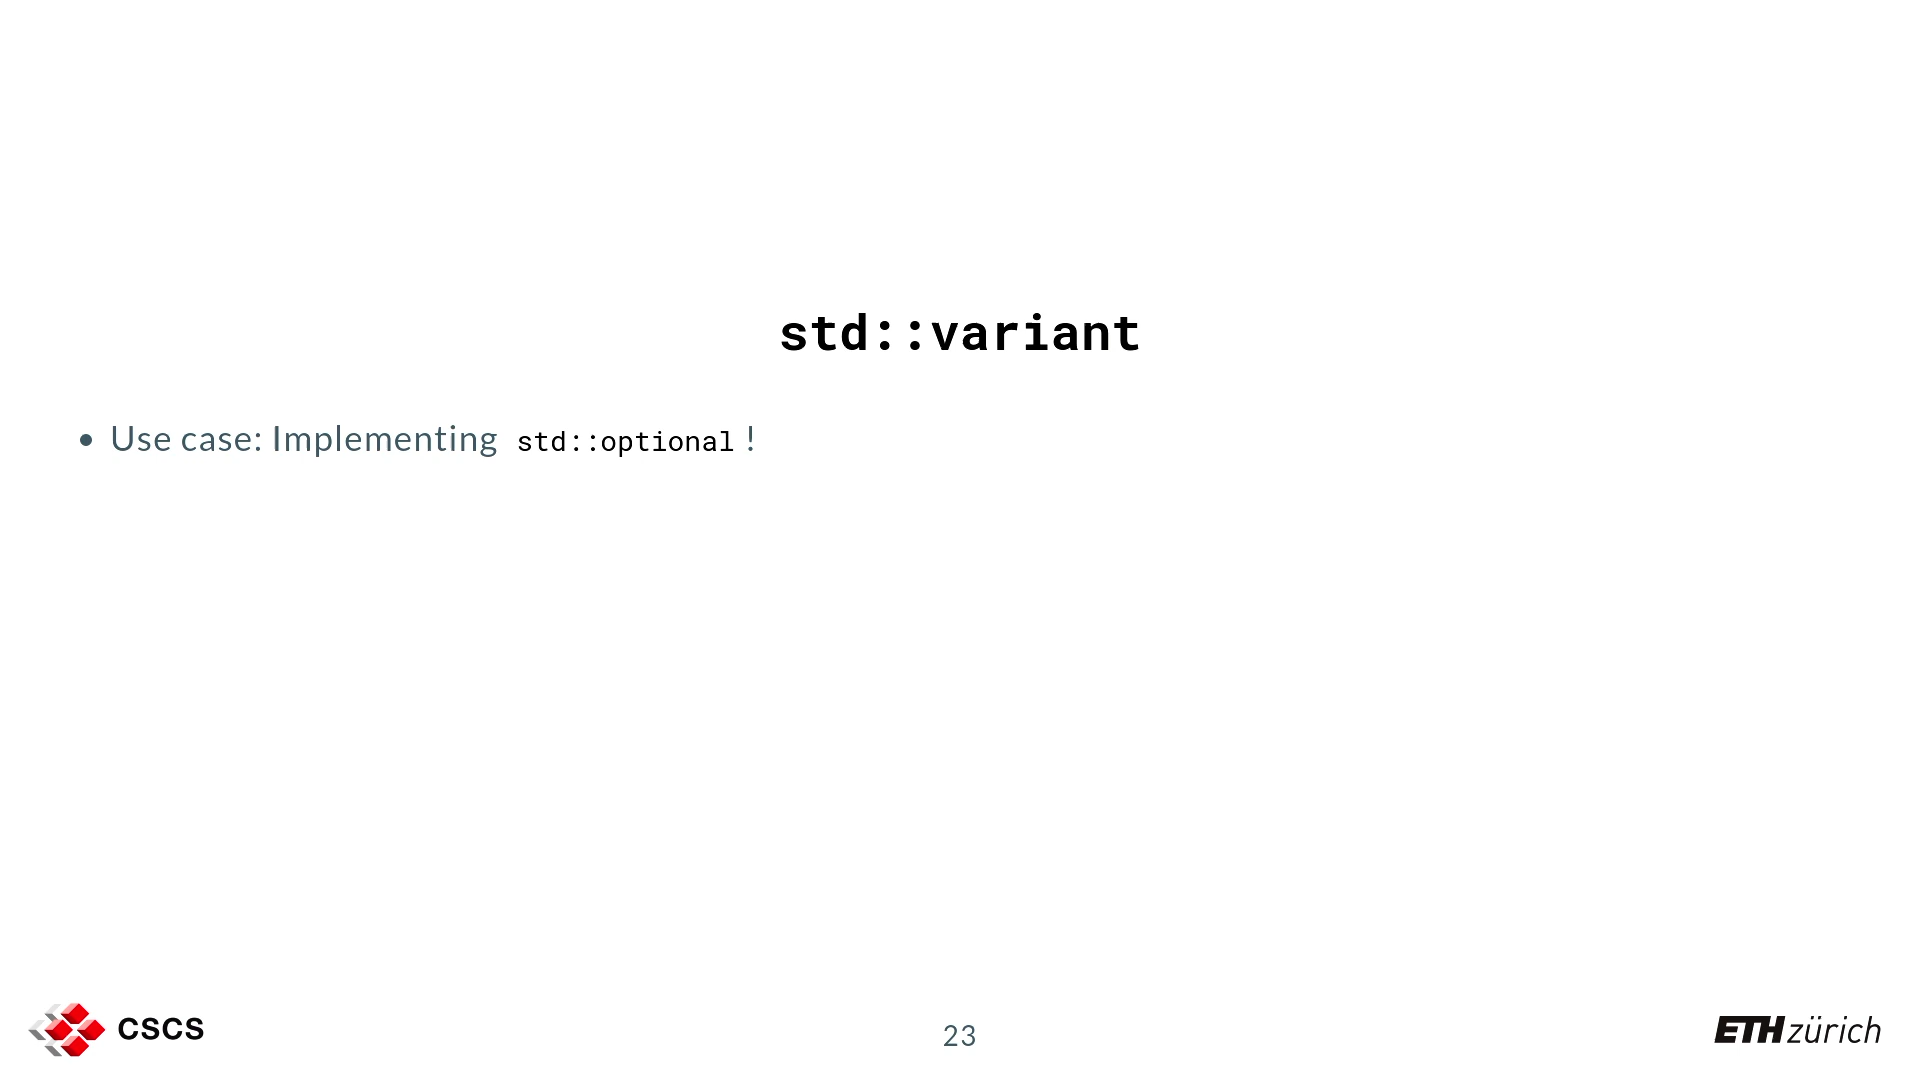 std::variant
• Use case: Implementing std::optional !
CSCS
23
ETH zürich